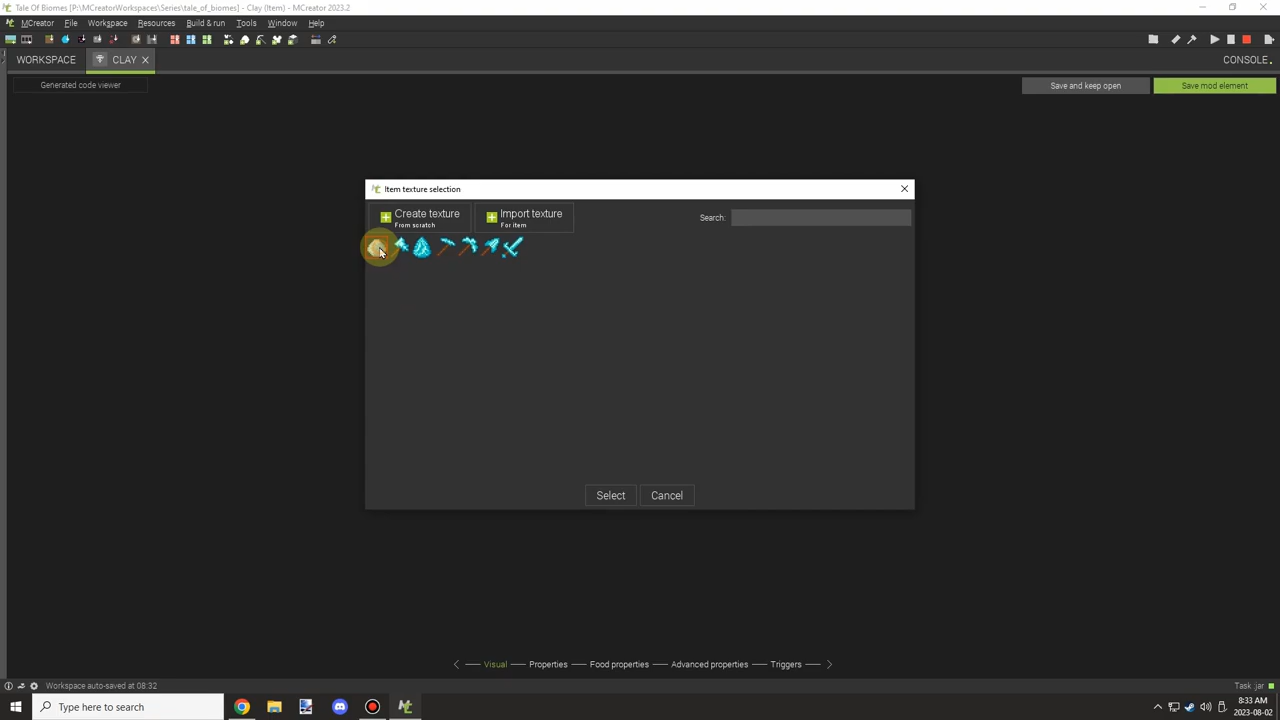 Tale Of Biomes [P:\MCreatorWorkspaces\Series\tale_of_biomes] - Clay (Item) - MCreator 2023.2
MCreator File Workspace Resources Build & run Tools Window Help
WORKSPACE CLAY CONSOLE
Generated code viewer Save and keep open Save mod element
Item texture selection
Create texture Import texture Search:
From scratch For item
Select Cancel
Visual Properties Food properties Advanced properties Triggers
Workspace auto-saved at 08:32 Task :jar
Type here to search 8:33 AM
2023-08-02